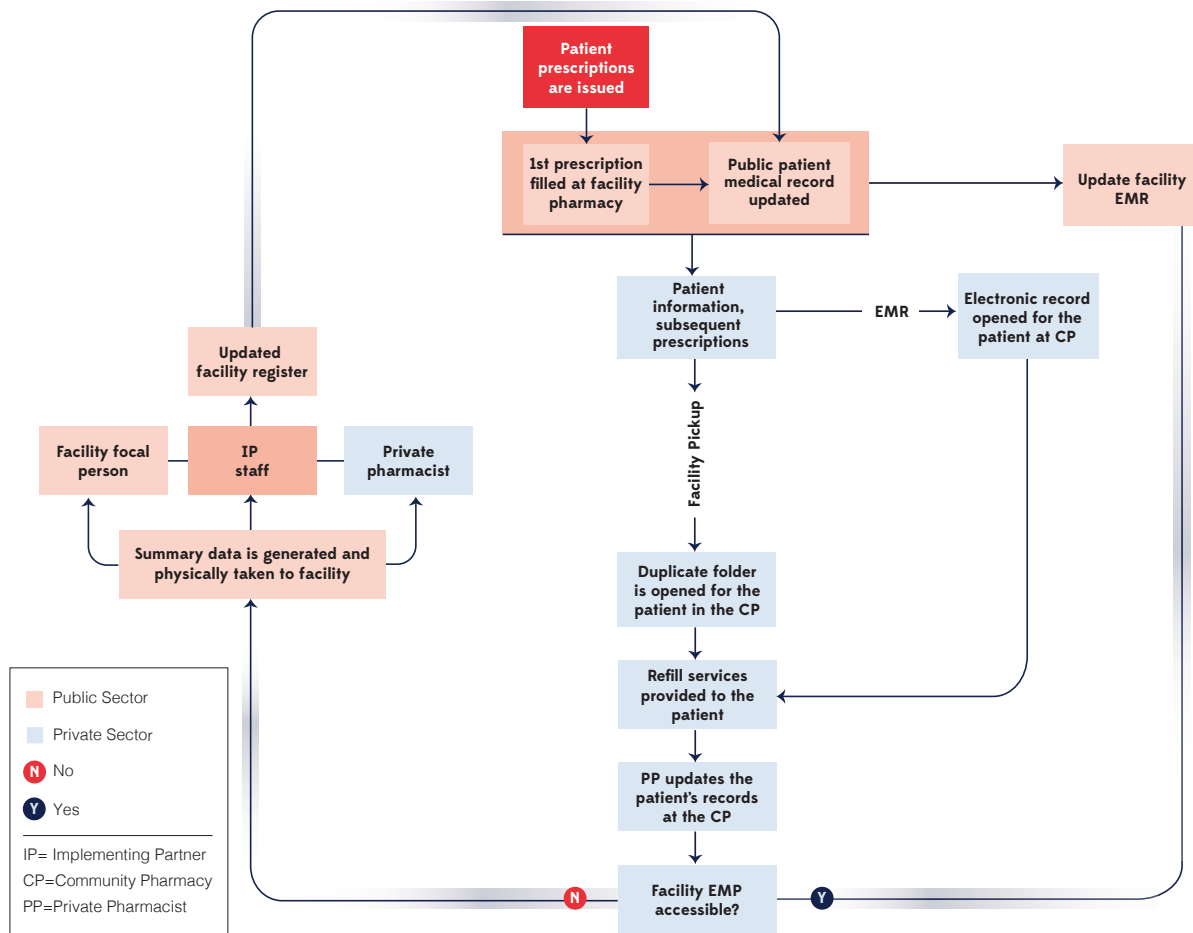 Patient
prescriptions
are issued
1st prescription
filled at facility
pharmacy
Public patient
medical record
updated
Update facility
EMR
Patient
information,
subsequent
prescriptions
EMR
Electronic record
opened for the
patient at CP
Updated
facility register
Facility focal
person
IP
staff
Private
pharmacist
Facility Pickup
Summary data is generated and
physically taken to facility
Duplicate folder
is opened for the
patient in the CP
Refill services
provided to the
patient
PP updates the
patient's records
at the CP
Facility EMP
accessible?
N
Y
Public Sector
Private Sector
N No
Y Yes
IP= Implementing Partner
CP=Community Pharmacy
PP=Private Pharmacist